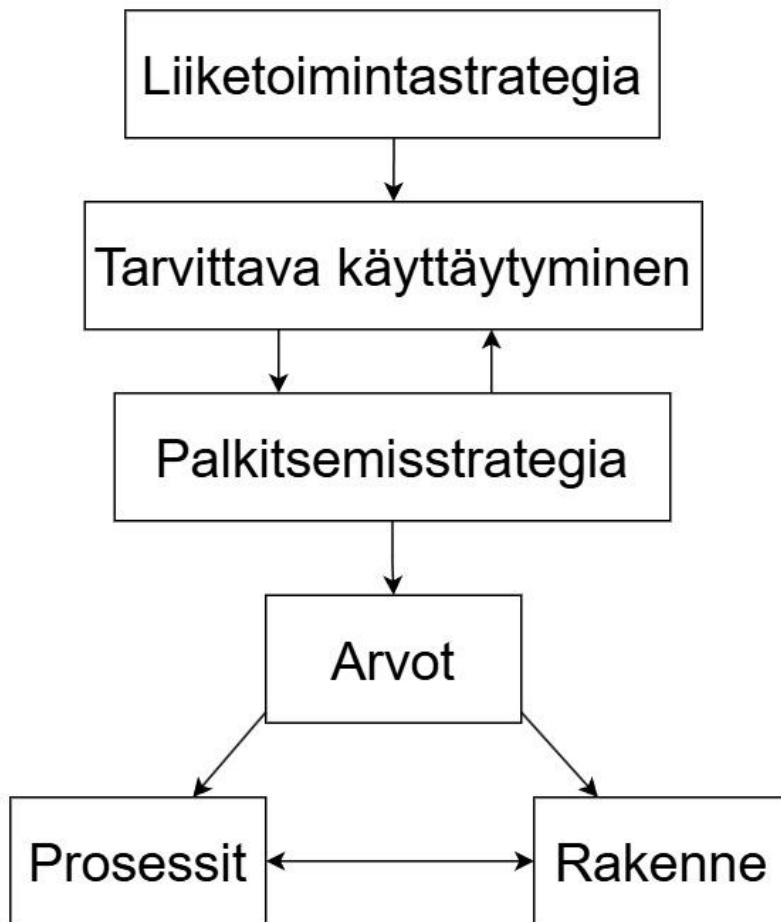 Liiketoimintastrategia
Tarvittava käyttäytyminen
Palkitsemisstrategia
Arvot
Prosessit
Rakenne